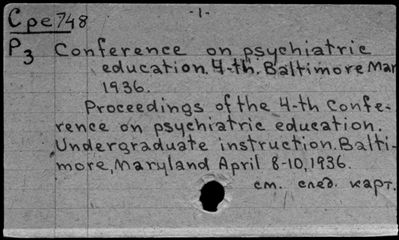 -1-
Cpe748
P3 Conference on psychiatric
education. 4-th. Baltimore Mar
1936.
Proceedings of the 4-th Confe-
rence on psychiatric education.
Undergraduate instruction. Balti-
more, Maryland April 8-10, 1936.
см. след. карт.